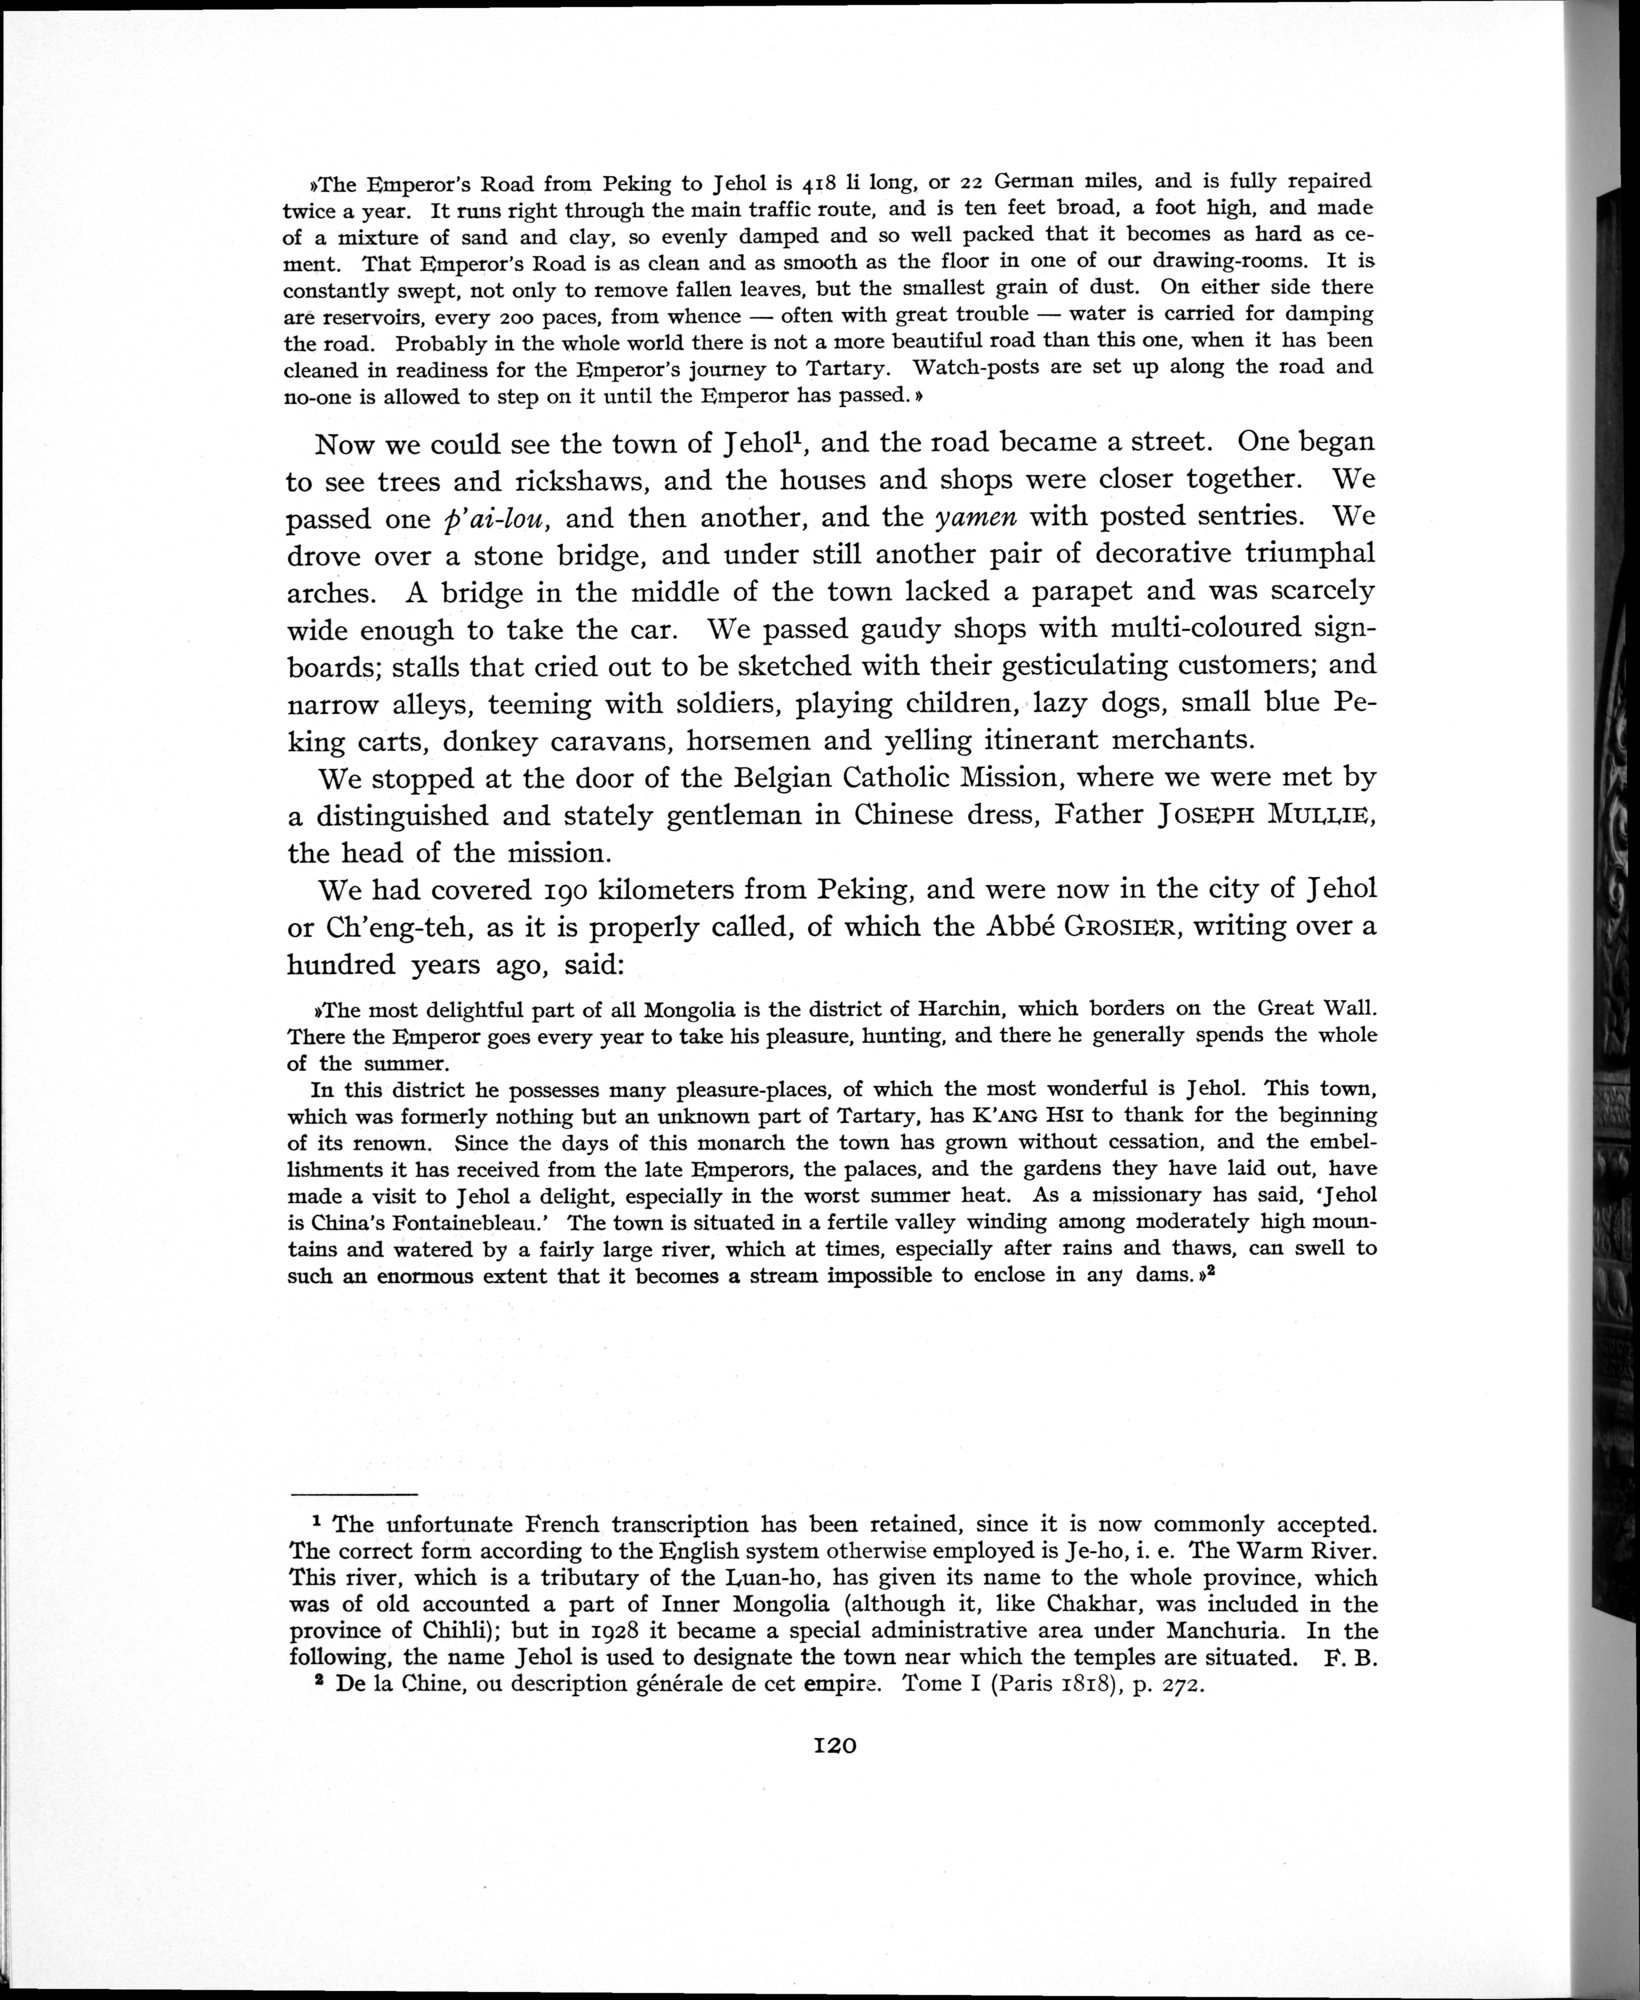 »The Emperor's Road from Peking to Jehol is 418 li long, or 22 German miles, and is fully repaired
twice a year. It runs right through the main traffic route, and is ten feet broad, a foot high, and made
of a mixture of sand and clay, so evenly damped and so well packed that it becomes as hard as ce-
ment. That Emperor's Road is as clean and as smooth as the floor in one of our drawing-rooms. It is
constantly swept, not only to remove fallen leaves, but the smallest grain of dust. On either side there
are reservoirs, every 200 paces, from whence — often with great trouble — water is carried for damping
the road. Probably in the whole world there is not a more beautiful road than this one, when it has been
cleaned in readiness for the Emperor's journey to Tartary. Watch-posts are set up along the road and
no-one is allowed to step on it until the Emperor has passed.»
Now we could see the town of Jehol¹, and the road became a street. One began
to see trees and rickshaws, and the houses and shops were closer together. We
passed one p'ai-lou, and then another, and the yamen with posted sentries. We
drove over a stone bridge, and under still another pair of decorative triumphal
arches. A bridge in the middle of the town lacked a parapet and was scarcely
wide enough to take the car. We passed gaudy shops with multi-coloured sign-
boards; stalls that cried out to be sketched with their gesticulating customers; and
narrow alleys, teeming with soldiers, playing children, lazy dogs, small blue Pe-
king carts, donkey caravans, horsemen and yelling itinerant merchants.
We stopped at the door of the Belgian Catholic Mission, where we were met by
a distinguished and stately gentleman in Chinese dress, Father JOSEPH MULLIE,
the head of the mission.
We had covered 190 kilometers from Peking, and were now in the city of Jehol
or Ch'eng-teh, as it is properly called, of which the Abbé GROSIER, writing over a
hundred years ago, said:
»The most delightful part of all Mongolia is the district of Harchin, which borders on the Great Wall.
There the Emperor goes every year to take his pleasure, hunting, and there he generally spends the whole
of the summer.
In this district he possesses many pleasure-places, of which the most wonderful is Jehol. This town,
which was formerly nothing but an unknown part of Tartary, has K'ANG HSI to thank for the beginning
of its renown. Since the days of this monarch the town has grown without cessation, and the embel-
lishments it has received from the late Emperors, the palaces, and the gardens they have laid out, have
made a visit to Jehol a delight, especially in the worst summer heat. As a missionary has said, 'Jehol
is China's Fontainebleau.' The town is situated in a fertile valley winding among moderately high moun-
tains and watered by a fairly large river, which at times, especially after rains and thaws, can swell to
such an enormous extent that it becomes a stream impossible to enclose in any dams.»²
¹ The unfortunate French transcription has been retained, since it is now commonly accepted.
The correct form according to the English system otherwise employed is Je-ho, i. e. The Warm River.
This river, which is a tributary of the Luan-ho, has given its name to the whole province, which
was of old accounted a part of Inner Mongolia (although it, like Chakhar, was included in the
province of Chihli); but in 1928 it became a special administrative area under Manchuria. In the
following, the name Jehol is used to designate the town near which the temples are situated. F. B.
² De la Chine, ou description générale de cet empire. Tome I (Paris 1818), p. 272.
120